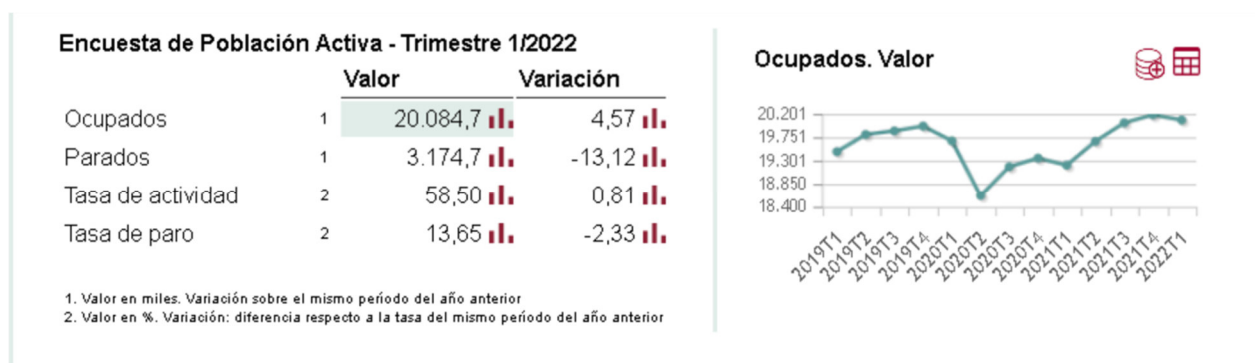 Encuesta de Población Activa - Trimestre 1/2022
Valor Variación
Ocupados 1 20.084,7 4,57
Parados 1 3.174,7 -13,12
Tasa de actividad 2 58,50 0,81
Tasa de paro 2 13,65 -2,33
1. Valor en miles. Variación sobre el mismo período del año anterior
2. Valor en %. Variación: diferencia respecto a la tasa del mismo período del año anterior
Ocupados. Valor
20.201
19.751
19.301
18.850
18.400
2019T1 2019T2 2019T3 2019T4 2020T1 2020T2 2020T3 2020T4 2021T1 2021T2 2021T3 2021T4 2022T1